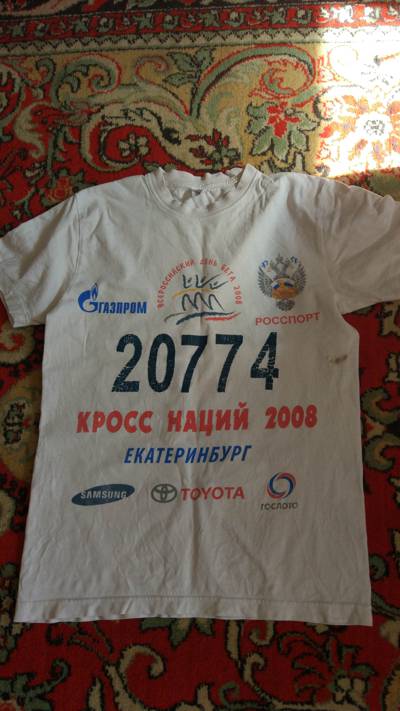 ВСЕРОССИЙСКИЙ ДЕНЬ БЕГА 2008
ГАЗПРОМ
РОССПОРТ
20774
КРОСС НАЦИЙ 2008
ЕКАТЕРИНБУРГ
SAMSUNG TOYOTA ГОСЛОТО